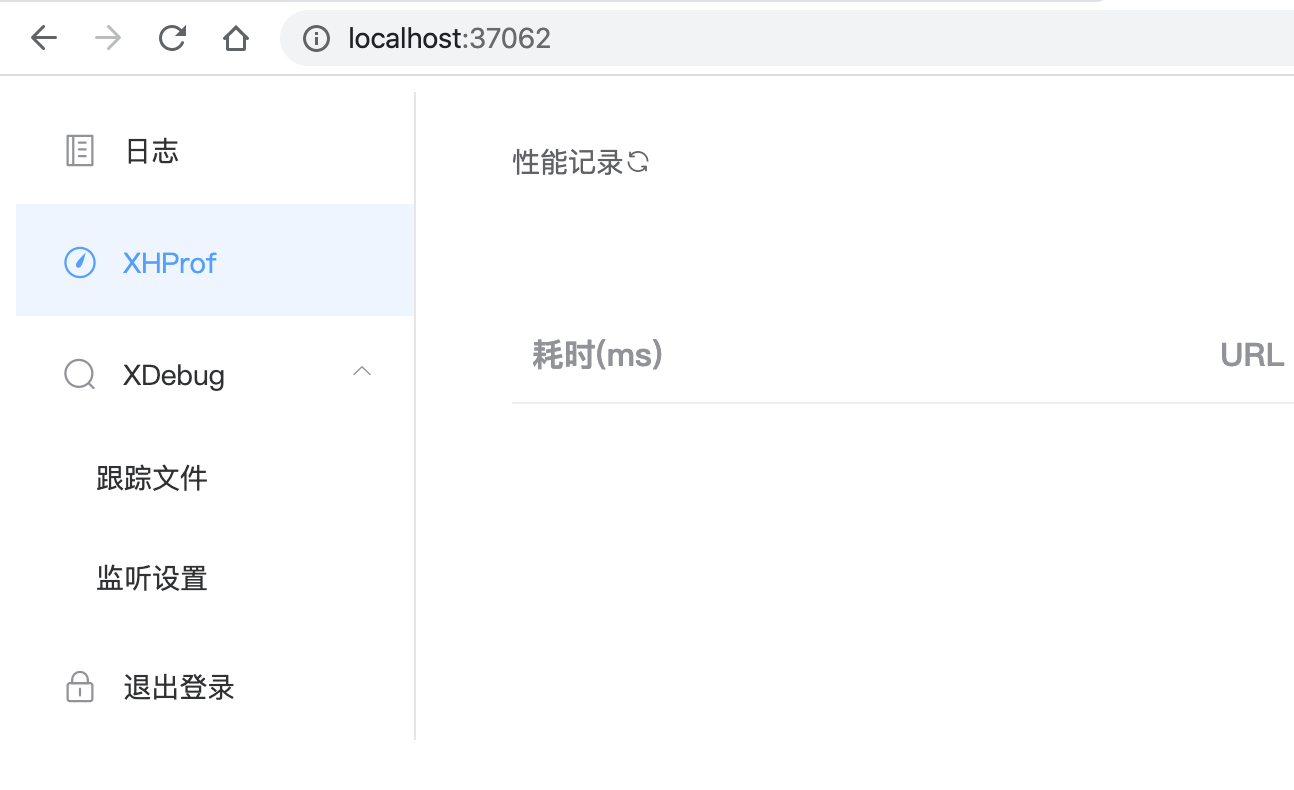 localhost:37062
日志
XHProf
XDebug
跟踪文件
监听设置
退出登录
性能记录
耗时(ms)
URL